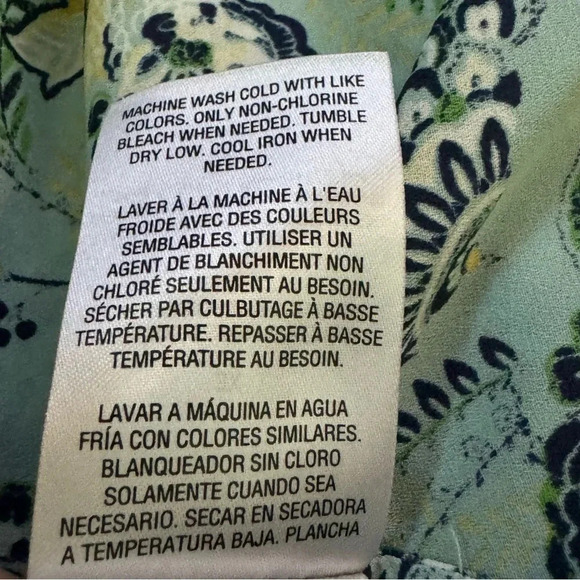 MACHINE WASH COLD WITH LIKE
COLORS. ONLY NON-CHLORINE
BLEACH WHEN NEEDED. TUMBLE
DRY LOW. COOL IRON WHEN
NEEDED.
LAVER À LA MACHINE À L'EAU
FROIDE AVEC DES COULEURS
SEMBLABLES. UTILISER UN
AGENT DE BLANCHIMENT NON
CHLORÉ SEULEMENT AU BESOIN.
SÉCHER PAR CULBUTAGE À BASSE
TEMPÉRATURE. REPASSER À BASSE
TEMPÉRATURE AU BESOIN.
LAVAR A MÁQUINA EN AGUA
FRÍA CON COLORES SIMILARES.
BLANQUEADOR SIN CLORO
SOLAMENTE CUANDO SEA
NECESARIO. SECAR EN SECADORA
A TEMPERATURA BAJA. PLANCHA